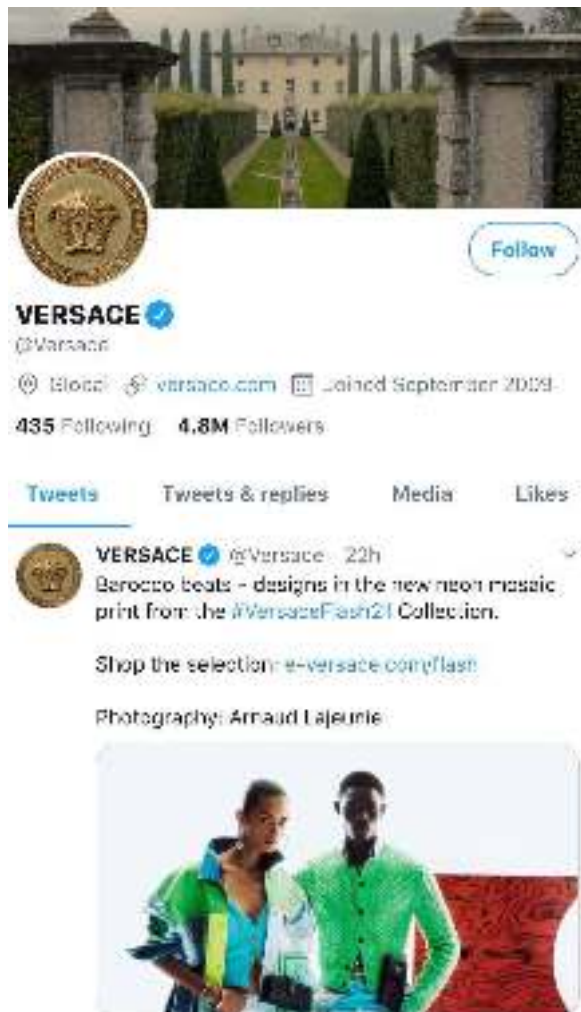 Follow
VERSACE
@Versace
Global versace.com Joined September 2009
435 Following 4.8M Followers
Tweets Tweets & replies Media Likes
VERSACE @Versace 22h
Barocco beats – designs in the new neon mosaic
print from the #VersaceFlash21 Collection.
Shop the selection: e-versace.com/flash
Photography: Arnaud Lajeunie